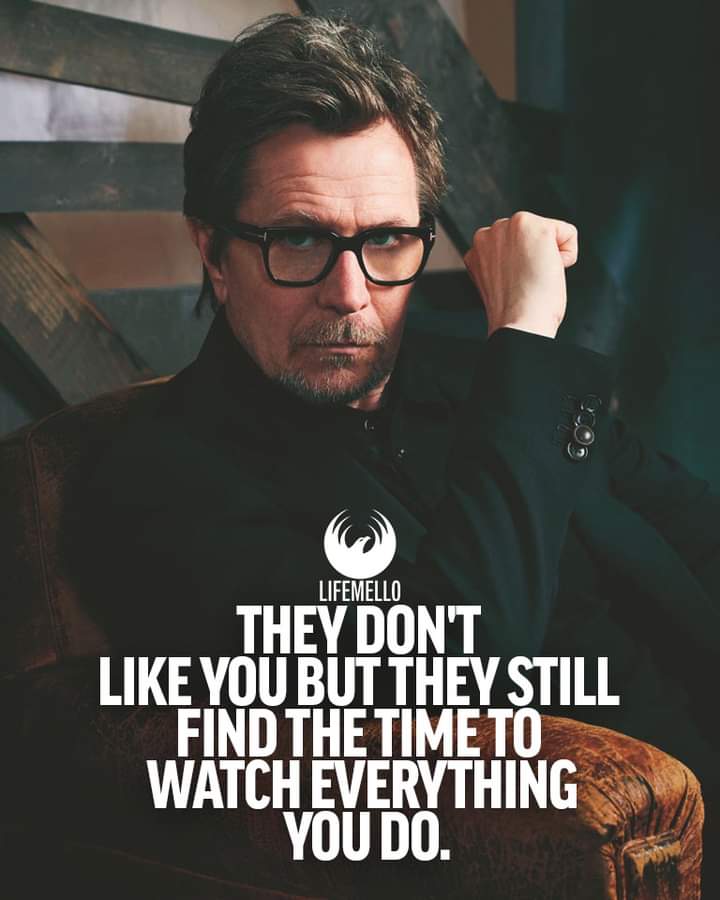 LIFEMELLO
THEY DON'T
LIKE YOU BUT THEY STILL
FIND THE TIME TO
WATCH EVERYTHING
YOU DO.